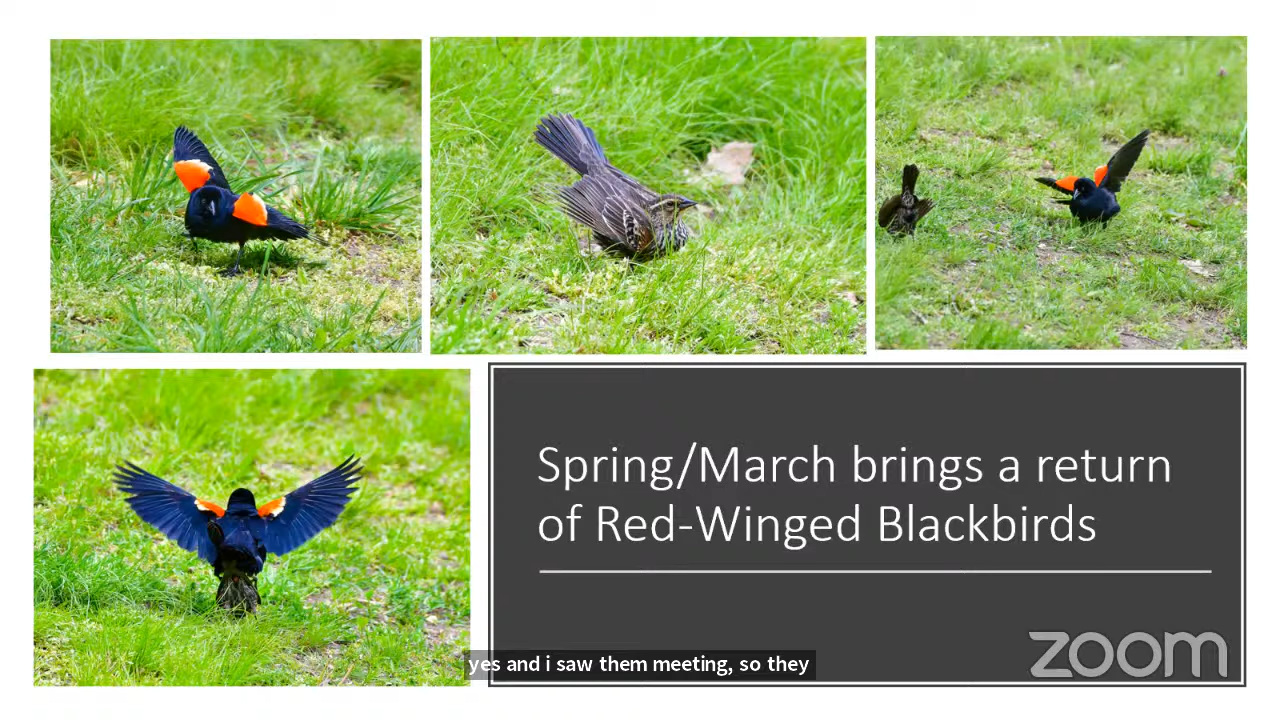 Spring/March brings a return
of Red-Winged Blackbirds
zoom
yes and i saw them meeting, so they